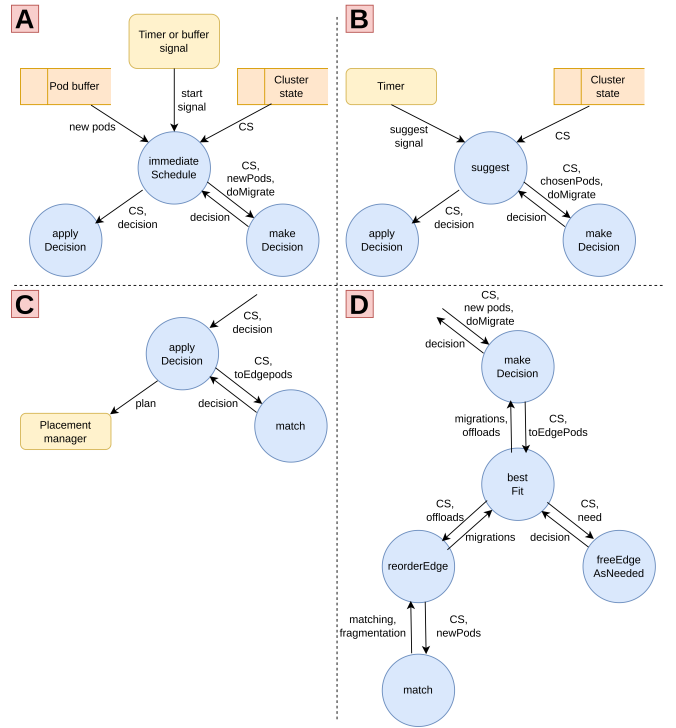 A
Timer or buffer
signal
Pod buffer
Cluster
state
start
signal
new pods
CS
immediate
Schedule
CS,
newPods,
doMigrate
CS,
decision
decision
apply
Decision
make
Decision
B
Timer
Cluster
state
suggest
signal
CS
suggest
CS,
chosenPods,
doMigrate
CS,
decision
decision
apply
Decision
make
Decision
C
CS,
decision
apply
Decision
CS,
toEdgepods
plan
decision
Placement
manager
match
D
CS,
new pods,
doMigrate
decision
make
Decision
migrations,
offloads
CS,
toEdgePods
best
Fit
CS,
offloads
CS,
need
migrations
decision
reorderEdge
freeEdge
AsNeeded
matching,
fragmentation
CS,
newPods
match